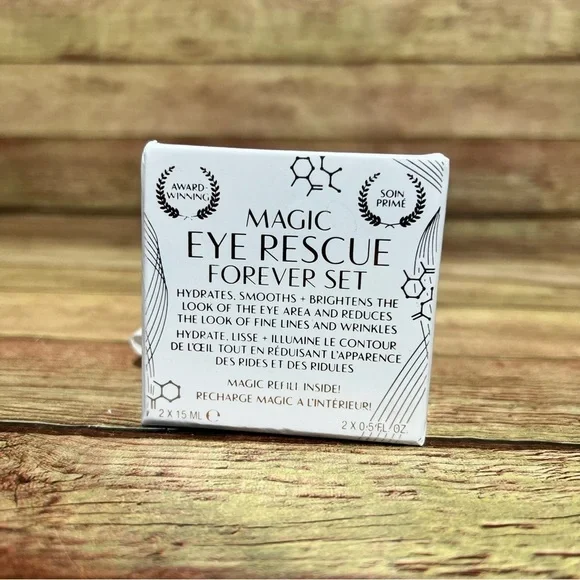 AWARD-
WINNING
SOIN
PRIMÉ
MAGIC
EYE RESCUE
FOREVER SET
HYDRATES, SMOOTHS + BRIGHTENS THE
LOOK OF THE EYE AREA AND REDUCES
THE LOOK OF FINE LINES AND WRINKLES
HYDRATE, LISSE + ILLUMINE LE CONTOUR
DE L'ŒIL TOUT EN RÉDUISANT L'APPARENCE
DES RIDES ET DES RIDULES
MAGIC REFILL INSIDE!
RECHARGE MAGIC A L'INTÉRIEUR!
2 X 15 ML ℮
2 X 0·5 FL. OZ.